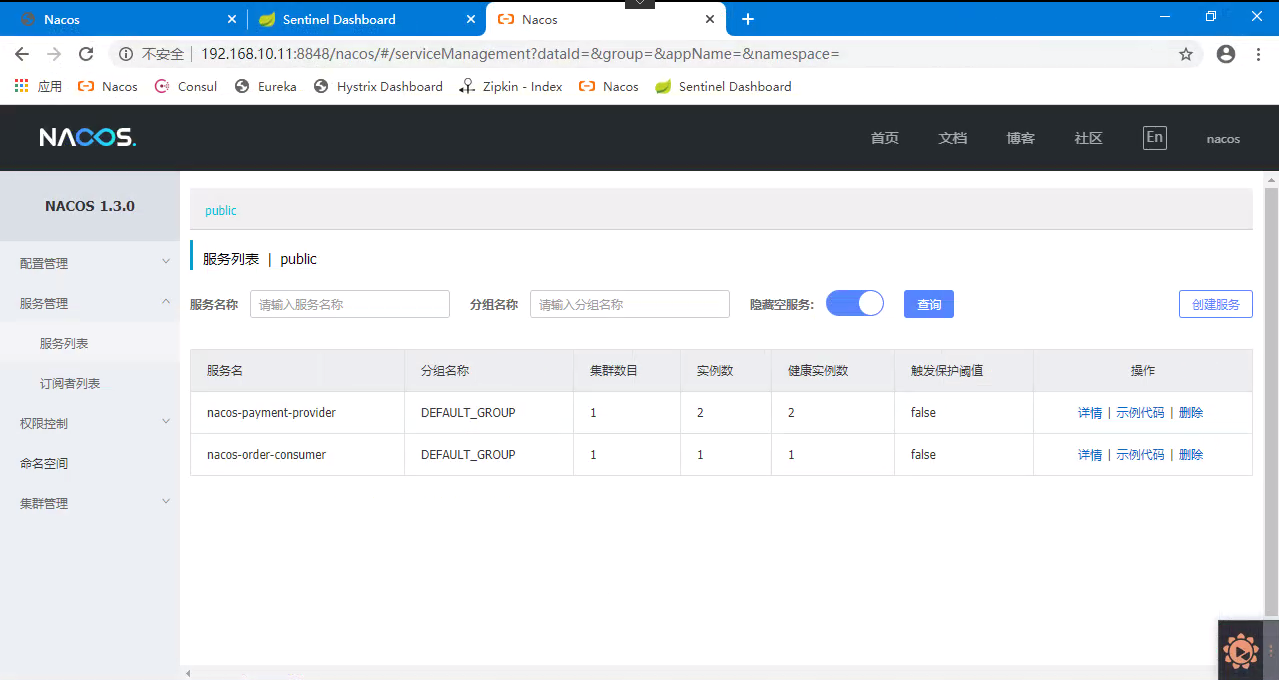 Nacos Sentinel Dashboard Nacos
不安全 192.168.10.11:8848/nacos/#/serviceManagement?dataId=&group=&appName=&namespace=
应用 Nacos Consul Eureka Hystrix Dashboard Zipkin - Index Nacos Sentinel Dashboard
NACOS. 首页 文档 博客 社区 En nacos
NACOS 1.3.0
配置管理
服务管理
服务列表
订阅者列表
权限控制
命名空间
集群管理
public
服务列表 | public
服务名称 请输入服务名称 分组名称 请输入分组名称 隐藏空服务: 查询 创建服务
服务名 分组名称 集群数目 实例数 健康实例数 触发保护阈值 操作
nacos-payment-provider DEFAULT_GROUP 1 2 2 false 详情 | 示例代码 | 删除
nacos-order-consumer DEFAULT_GROUP 1 1 1 false 详情 | 示例代码 | 删除